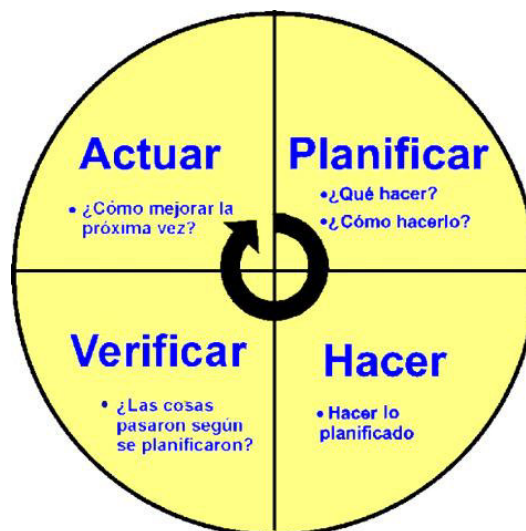 Actuar
• ¿Cómo mejorar la
próxima vez?
Planificar
•¿Qué hacer?
•¿Cómo hacerlo?
Verificar
• ¿Las cosas
pasaron según
se planificaron?
Hacer
• Hacer lo
planificado